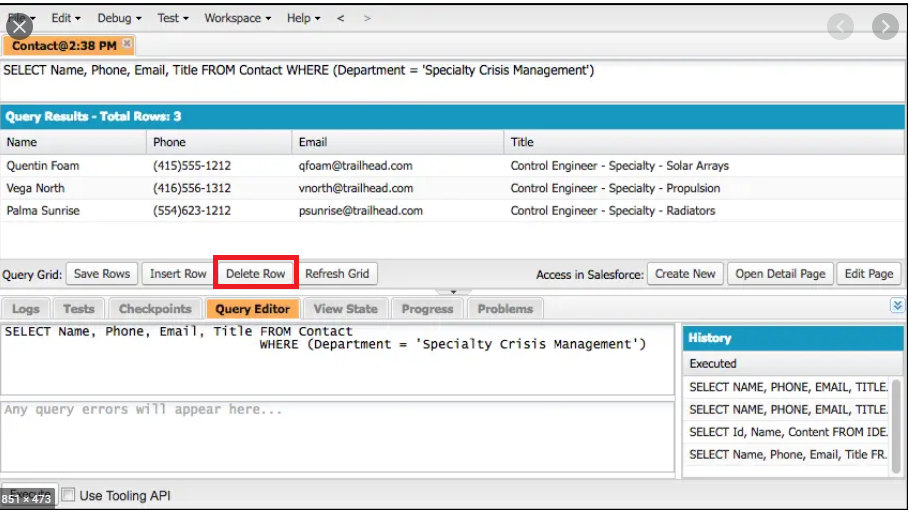 File Edit Debug Test Workspace Help < >
Contact@2:38 PM
SELECT Name, Phone, Email, Title FROM Contact WHERE (Department = 'Specialty Crisis Management')
Query Results - Total Rows: 3
Name Phone Email Title
Quentin Foam (415)555-1212 qfoam@trailhead.com Control Engineer - Specialty - Solar Arrays
Vega North (416)556-1312 vnorth@trailhead.com Control Engineer - Specialty - Propulsion
Palma Sunrise (554)623-1212 psunrise@trailhead.com Control Engineer - Specialty - Radiators
Query Grid: Save Rows Insert Row Delete Row Refresh Grid Access in Salesforce: Create New Open Detail Page Edit Page
Logs Tests Checkpoints Query Editor View State Progress Problems
SELECT Name, Phone, Email, Title FROM Contact
WHERE (Department = 'Specialty Crisis Management')
Any query errors will appear here...
History
Executed
SELECT NAME, PHONE, EMAIL, TITLE.
SELECT NAME, PHONE, EMAIL, TITLE.
SELECT Id, Name, Content FROM IDE.
SELECT Name, Phone, Email, Title FR.
Execute Use Tooling API
851 × 473